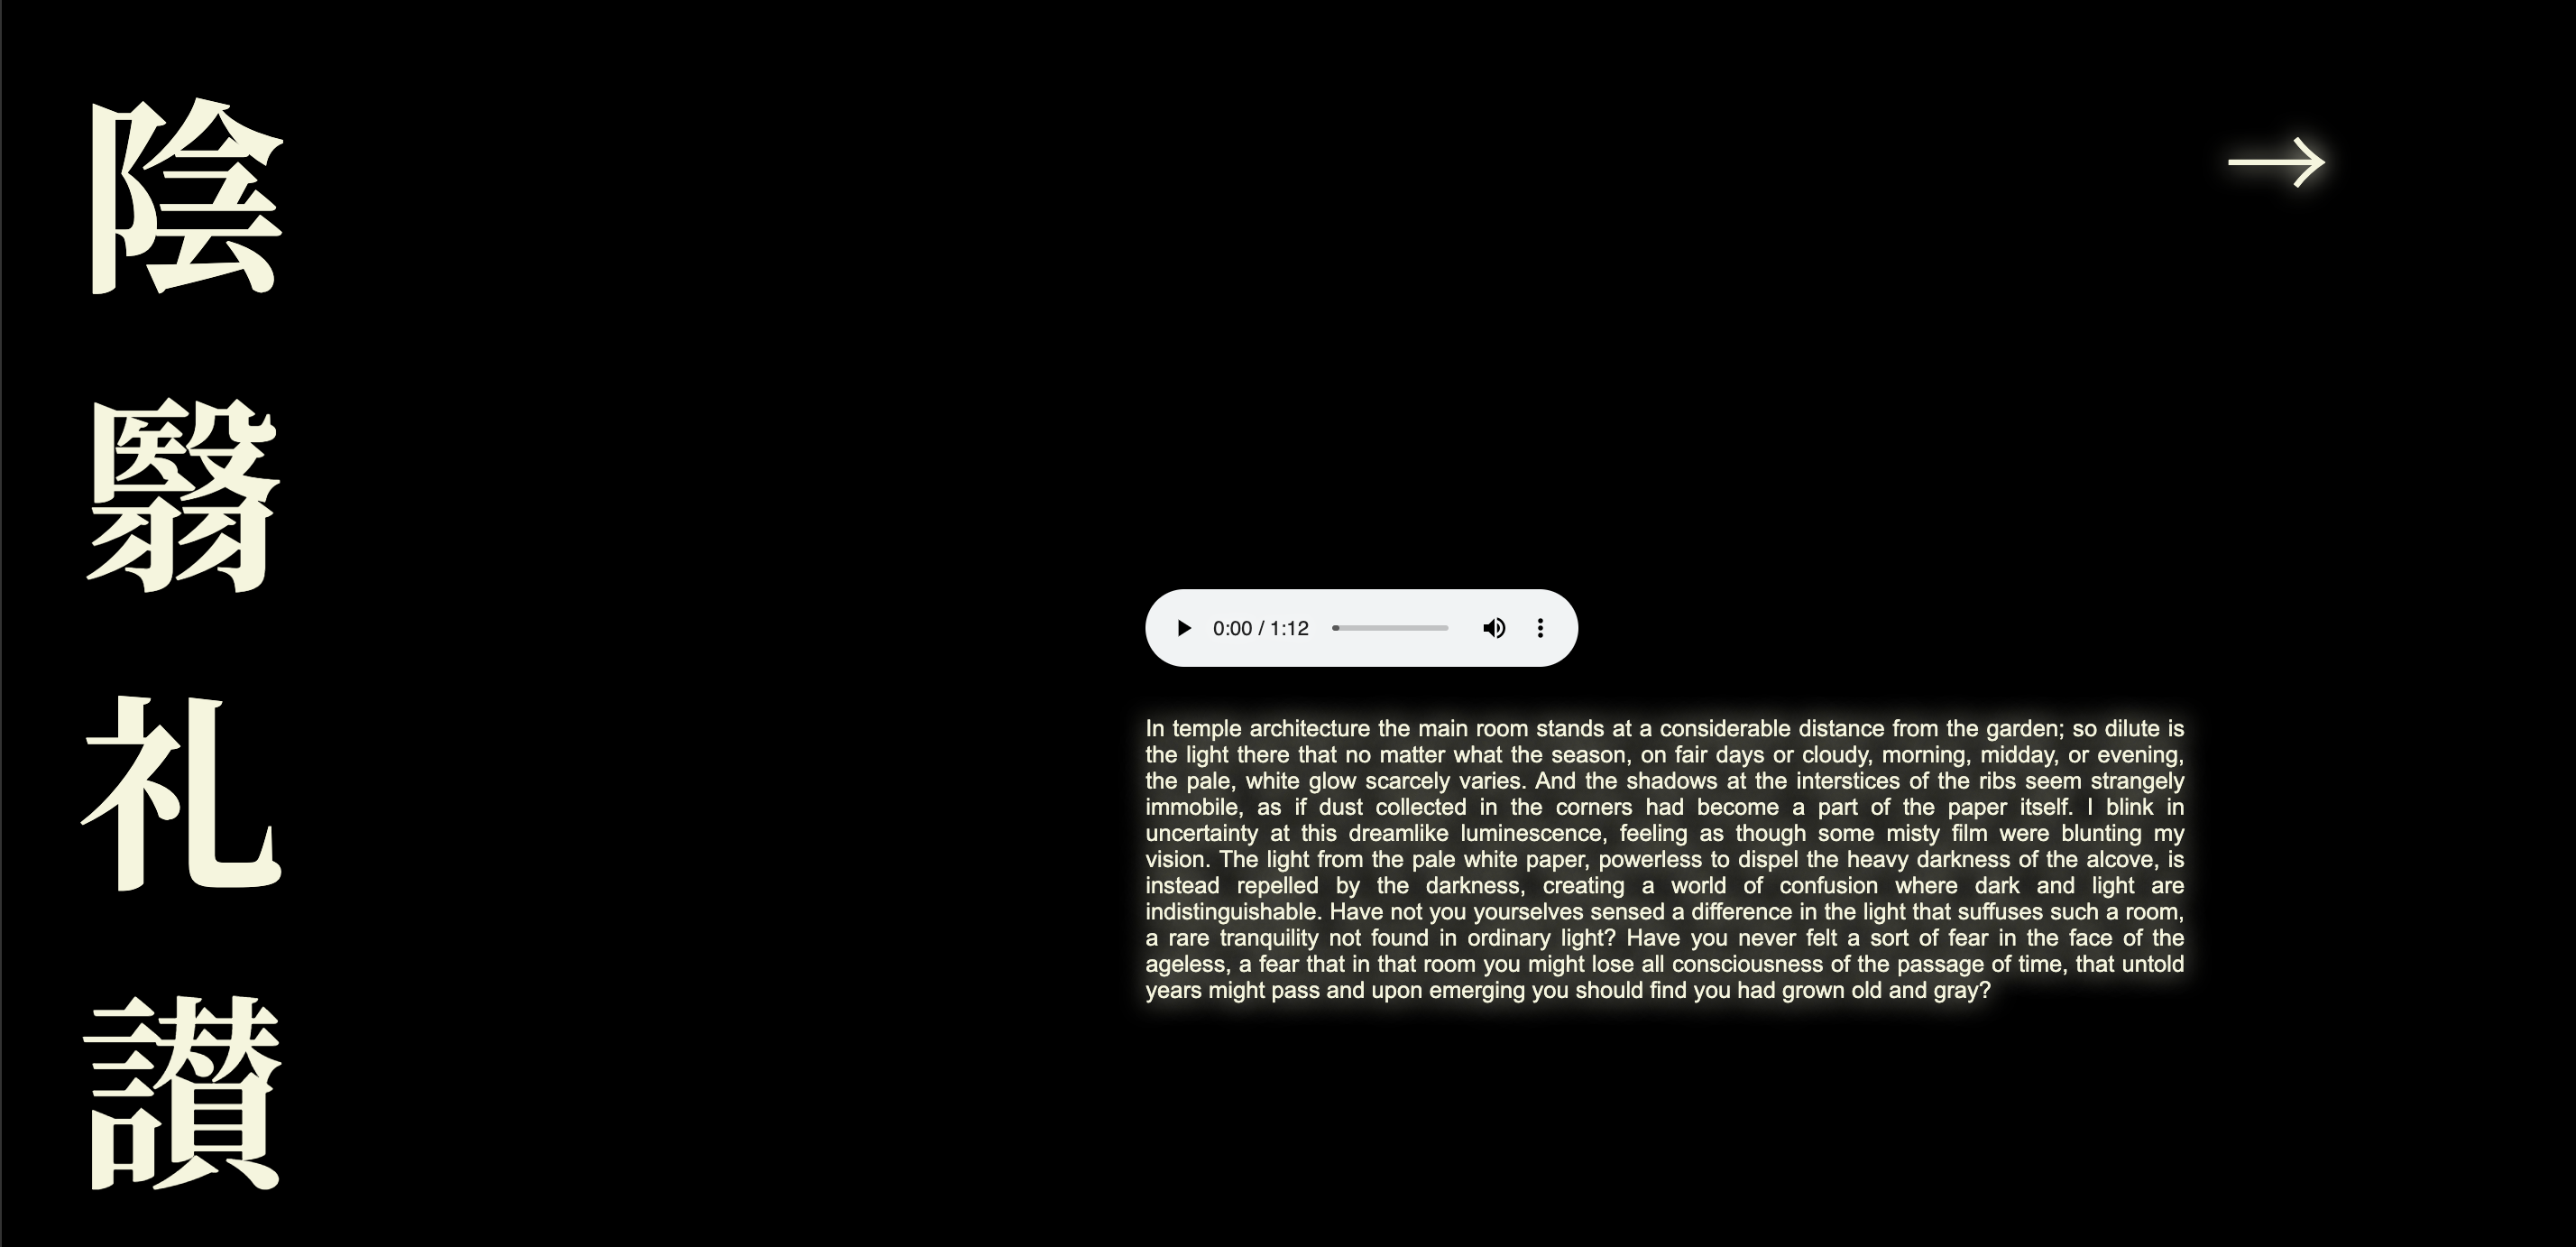 陰
翳
礼
讃
→
0:00 / 1:12
In temple architecture the main room stands at a considerable distance from the garden; so dilute is
the light there that no matter what the season, on fair days or cloudy, morning, midday, or evening,
the pale, white glow scarcely varies. And the shadows at the interstices of the ribs seem strangely
immobile, as if dust collected in the corners had become a part of the paper itself. I blink in
uncertainty at this dreamlike luminescence, feeling as though some misty film were blunting my
vision. The light from the pale white paper, powerless to dispel the heavy darkness of the alcove, is
instead repelled by the darkness, creating a world of confusion where dark and light are
indistinguishable. Have not you yourselves sensed a difference in the light that suffuses such a room,
a rare tranquility not found in ordinary light? Have you never felt a sort of fear in the face of the
ageless, a fear that in that room you might lose all consciousness of the passage of time, that untold
years might pass and upon emerging you should find you had grown old and gray?